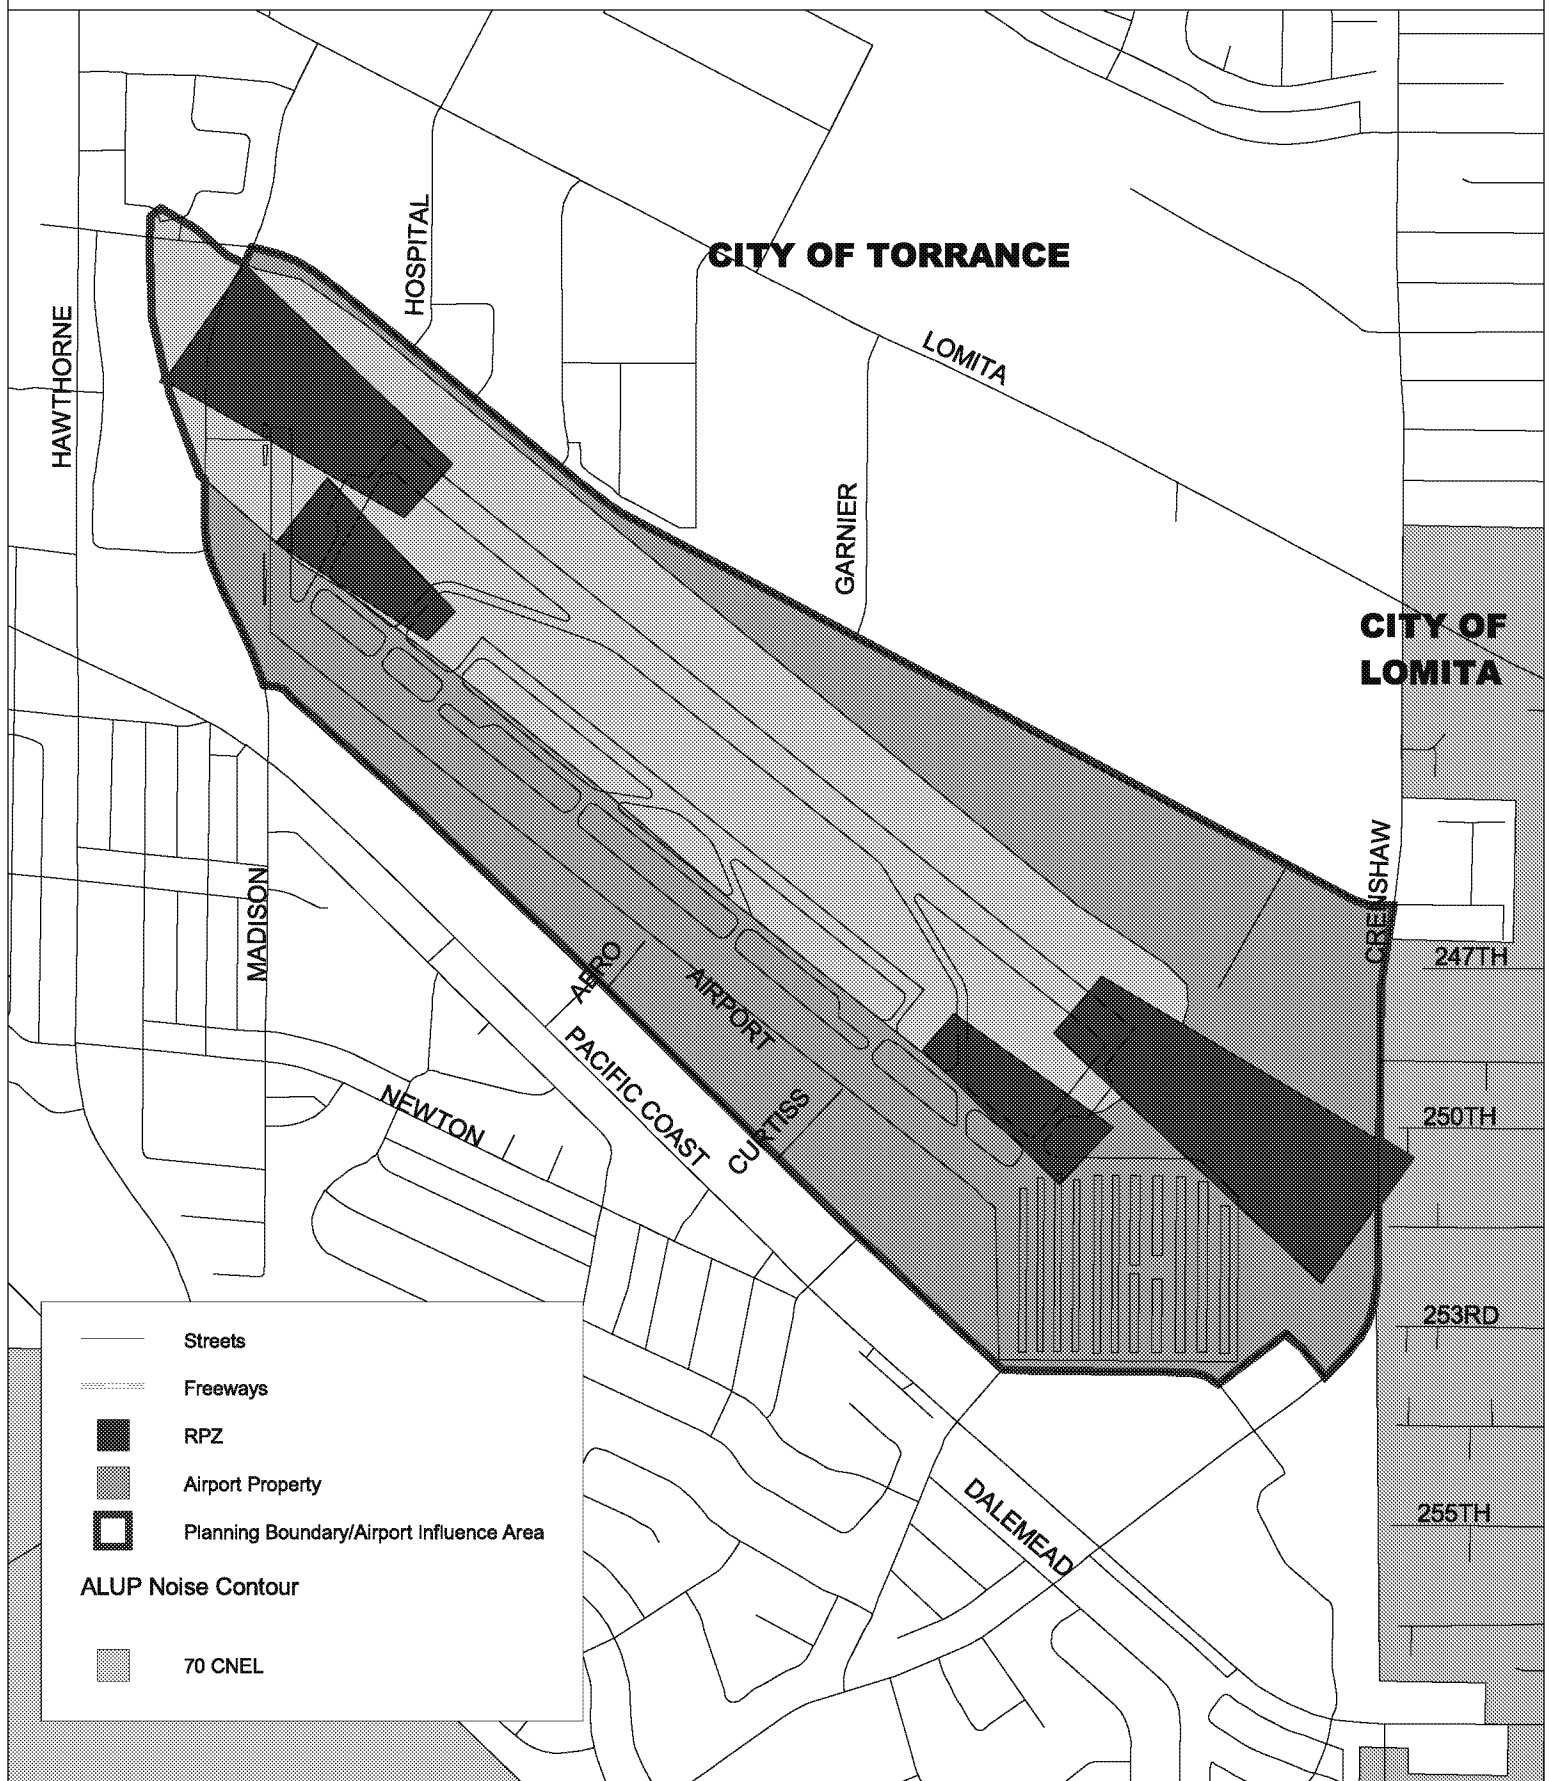 CITY OF TORRANCE
HOSPITAL
HAWTHORNE
LOMITA
GARNIER
CITY OF
LOMITA
CRENSHAW
MADISON
247TH
AERO
AIRPORT
PACIFIC COAST
NEWTON
CURTISS
250TH
253RD
255TH
DALEMEAD
Streets
Freeways
RPZ
Airport Property
Planning Boundary/Airport Influence Area
ALUP Noise Contour
70 CNEL